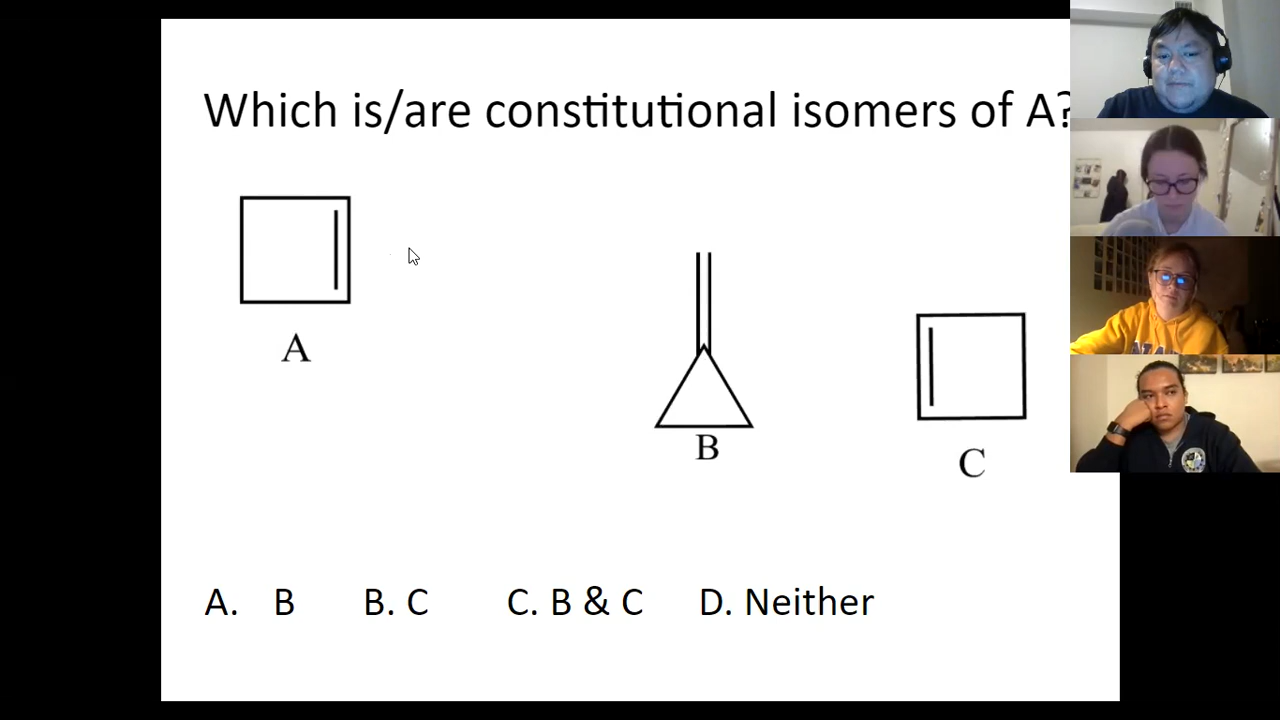 Which is/are constitutional isomers of A?
A
B
C
A. B B. C C. B & C D. Neither